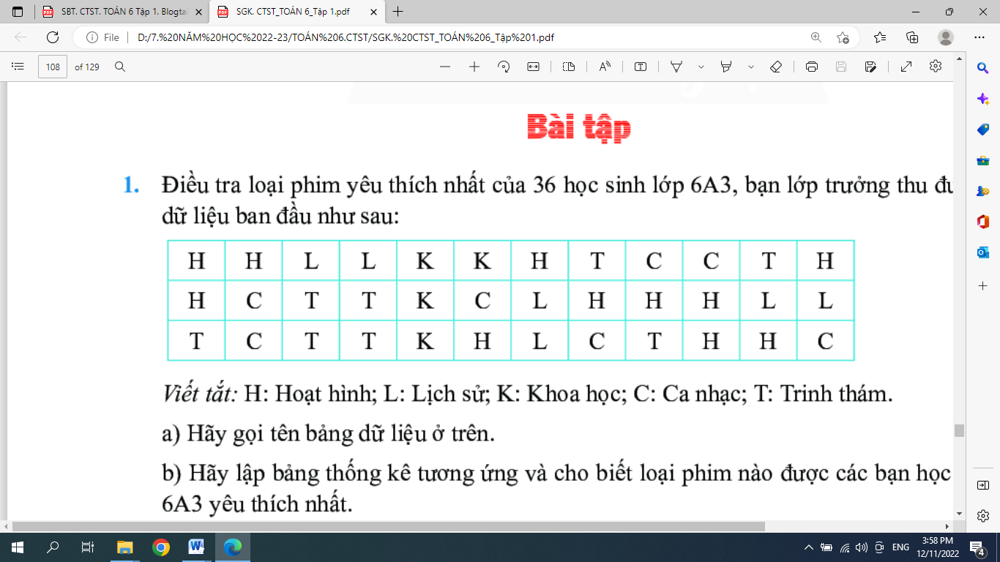 SBT. CTST. TOÁN 6 Tập 1. Blogtai
SGK. CTST_TOÁN 6_Tập 1.pdf
File
D:/7.%20NĂM%20HỌC%2022-23/TOÁN%206.CTST/SGK.%20CTST_TOÁN%206_Tập%201.pdf
108 of 129
Bài tập
1. Điều tra loại phim yêu thích nhất của 36 học sinh lớp 6A3, bạn lớp trưởng thu đư
dữ liệu ban đầu như sau:
H H L L K K H T C C T H
H C T T K C L H H H L L
T C T T K H L C T H H C
Viết tắt: H: Hoạt hình; L: Lịch sử; K: Khoa học; C: Ca nhạc; T: Trinh thám.
a) Hãy gọi tên bảng dữ liệu ở trên.
b) Hãy lập bảng thống kê tương ứng và cho biết loại phim nào được các bạn học
6A3 yêu thích nhất.
ENG
3:58 PM
12/11/2022
4